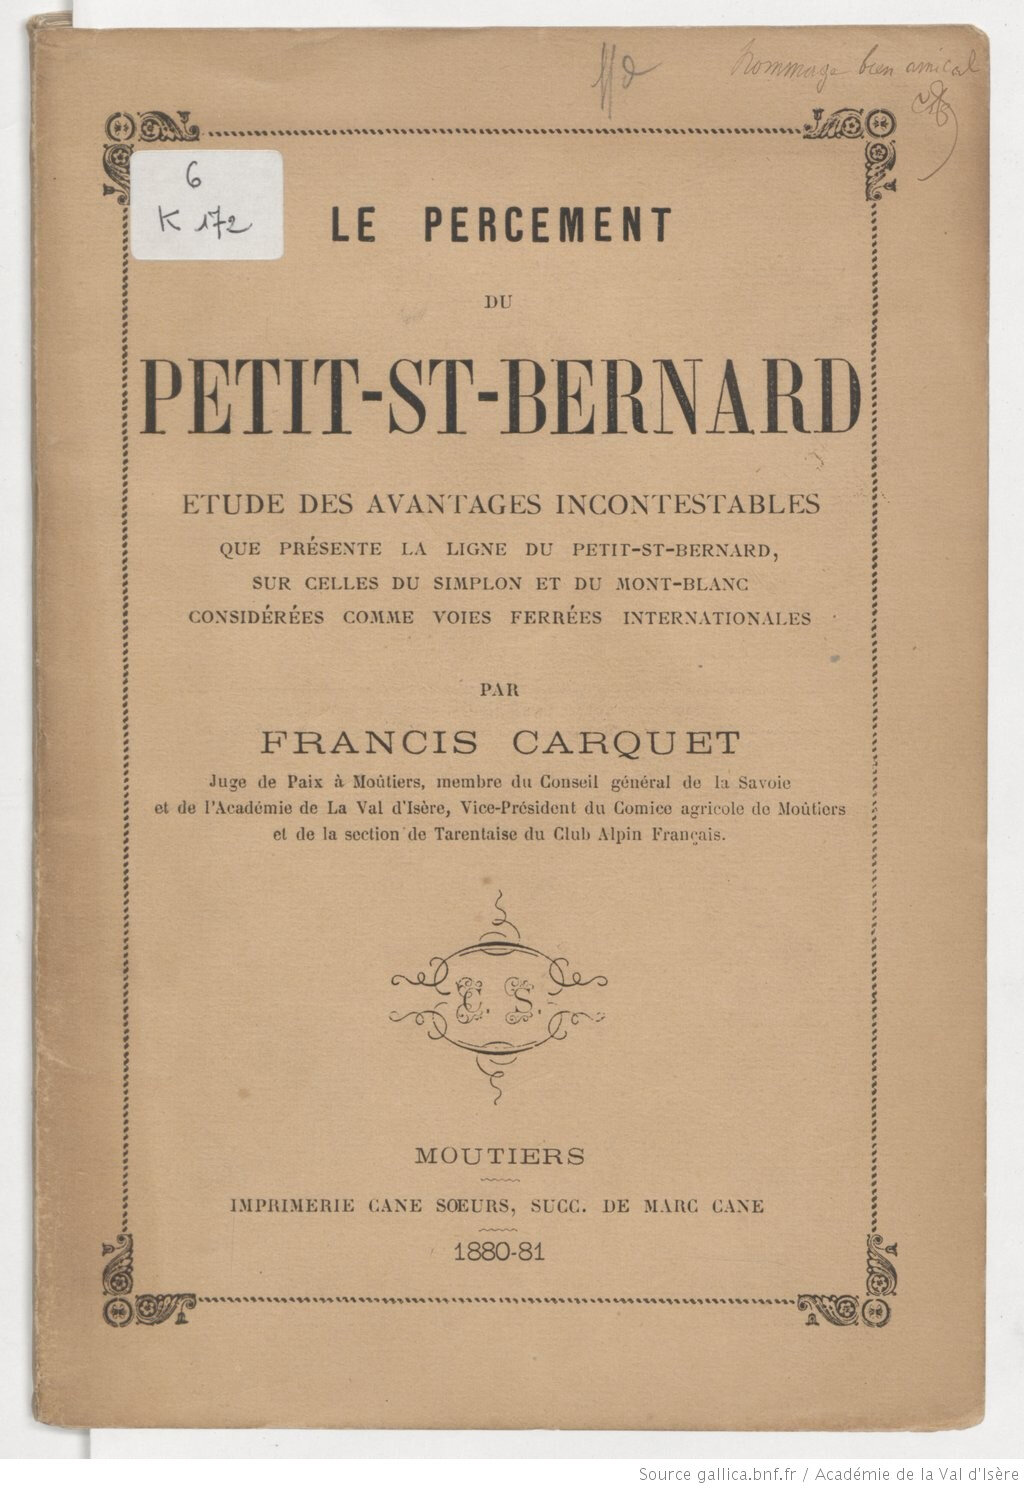 hommage bien amical
6
K 172
LE PERCEMENT
DU
PETIT-ST-BERNARD
ETUDE DES AVANTAGES INCONTESTABLES
QUE PRÉSENTE LA LIGNE DU PETIT-ST-BERNARD,
SUR CELLES DU SIMPLON ET DU MONT-BLANC
CONSIDÉRÉES COMME VOIES FERRÉES INTERNATIONALES
PAR
FRANCIS CARQUET
Juge de Paix à Moûtiers, membre du Conseil général de la Savoie
et de l'Académie de La Val d'Isère, Vice-Président du Comice agricole de Moûtiers
et de la section de Tarentaise du Club Alpin Français.
C. S.
MOUTIERS
IMPRIMERIE CANE SŒURS, SUCC. DE MARC CANE
1880-81
Source gallica.bnf.fr / Académie de la Val d'Isère